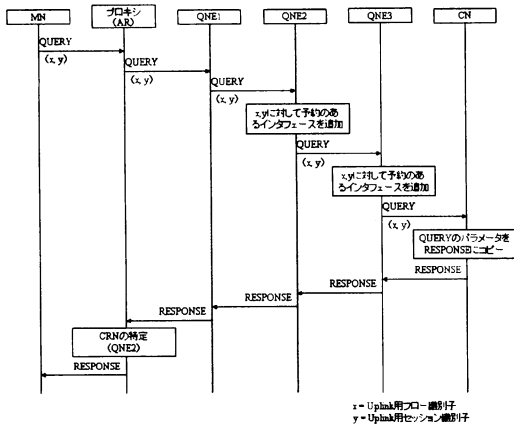 MN
プロキシ
(AR)
QNE1
QNE2
QNE3
CN
QUERY
(x, y)
QUERY
(x, y)
QUERY
(x, y)
x,yに対して予約のあ
るインタフェースを追加
QUERY
(x, y)
x,yに対して予約のあ
るインタフェースを追加
QUERY
(x, y)
QUERYのパラメータを
RESPONSEにコピー
RESPONSE
RESPONSE
RESPONSE
RESPONSE
CRNの特定
(QNE2)
RESPONSE
x = Uplink用フロー識別子
y = Uplink用セッション識別子